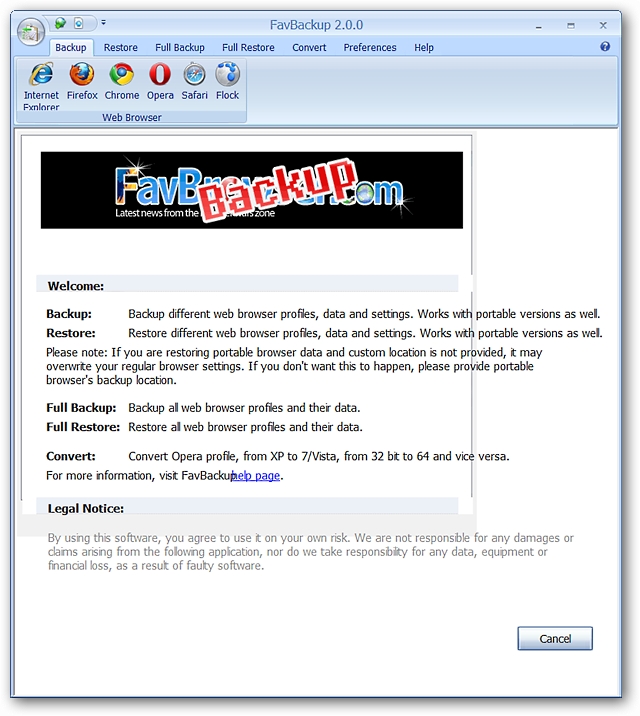 FavBackup 2.0.0
Backup Restore Full Backup Full Restore Convert Preferences Help
Internet Explorer Firefox Chrome Opera Safari Flock
Web Browser
Backup
Latest news from the zone
Welcome:
Backup: Backup different web browser profiles, data and settings. Works with portable versions as well.
Restore: Restore different web browser profiles, data and settings. Works with portable versions as well.
Please note: If you are restoring portable browser data and custom location is not provided, it may
overwrite your regular browser settings. If you don't want this to happen, please provide portable
browser's backup location.
Full Backup: Backup all web browser profiles and their data.
Full Restore: Restore all web browser profiles and their data.
Convert: Convert Opera profile, from XP to 7/Vista, from 32 bit to 64 and vice versa.
For more information, visit FavBackup help page.
Legal Notice:
By using this software, you agree to use it on your own risk. We are not responsible for any damages or
claims arising from the following application, nor do we take responsibility for any data, equipment or
financial loss, as a result of faulty software.
Cancel